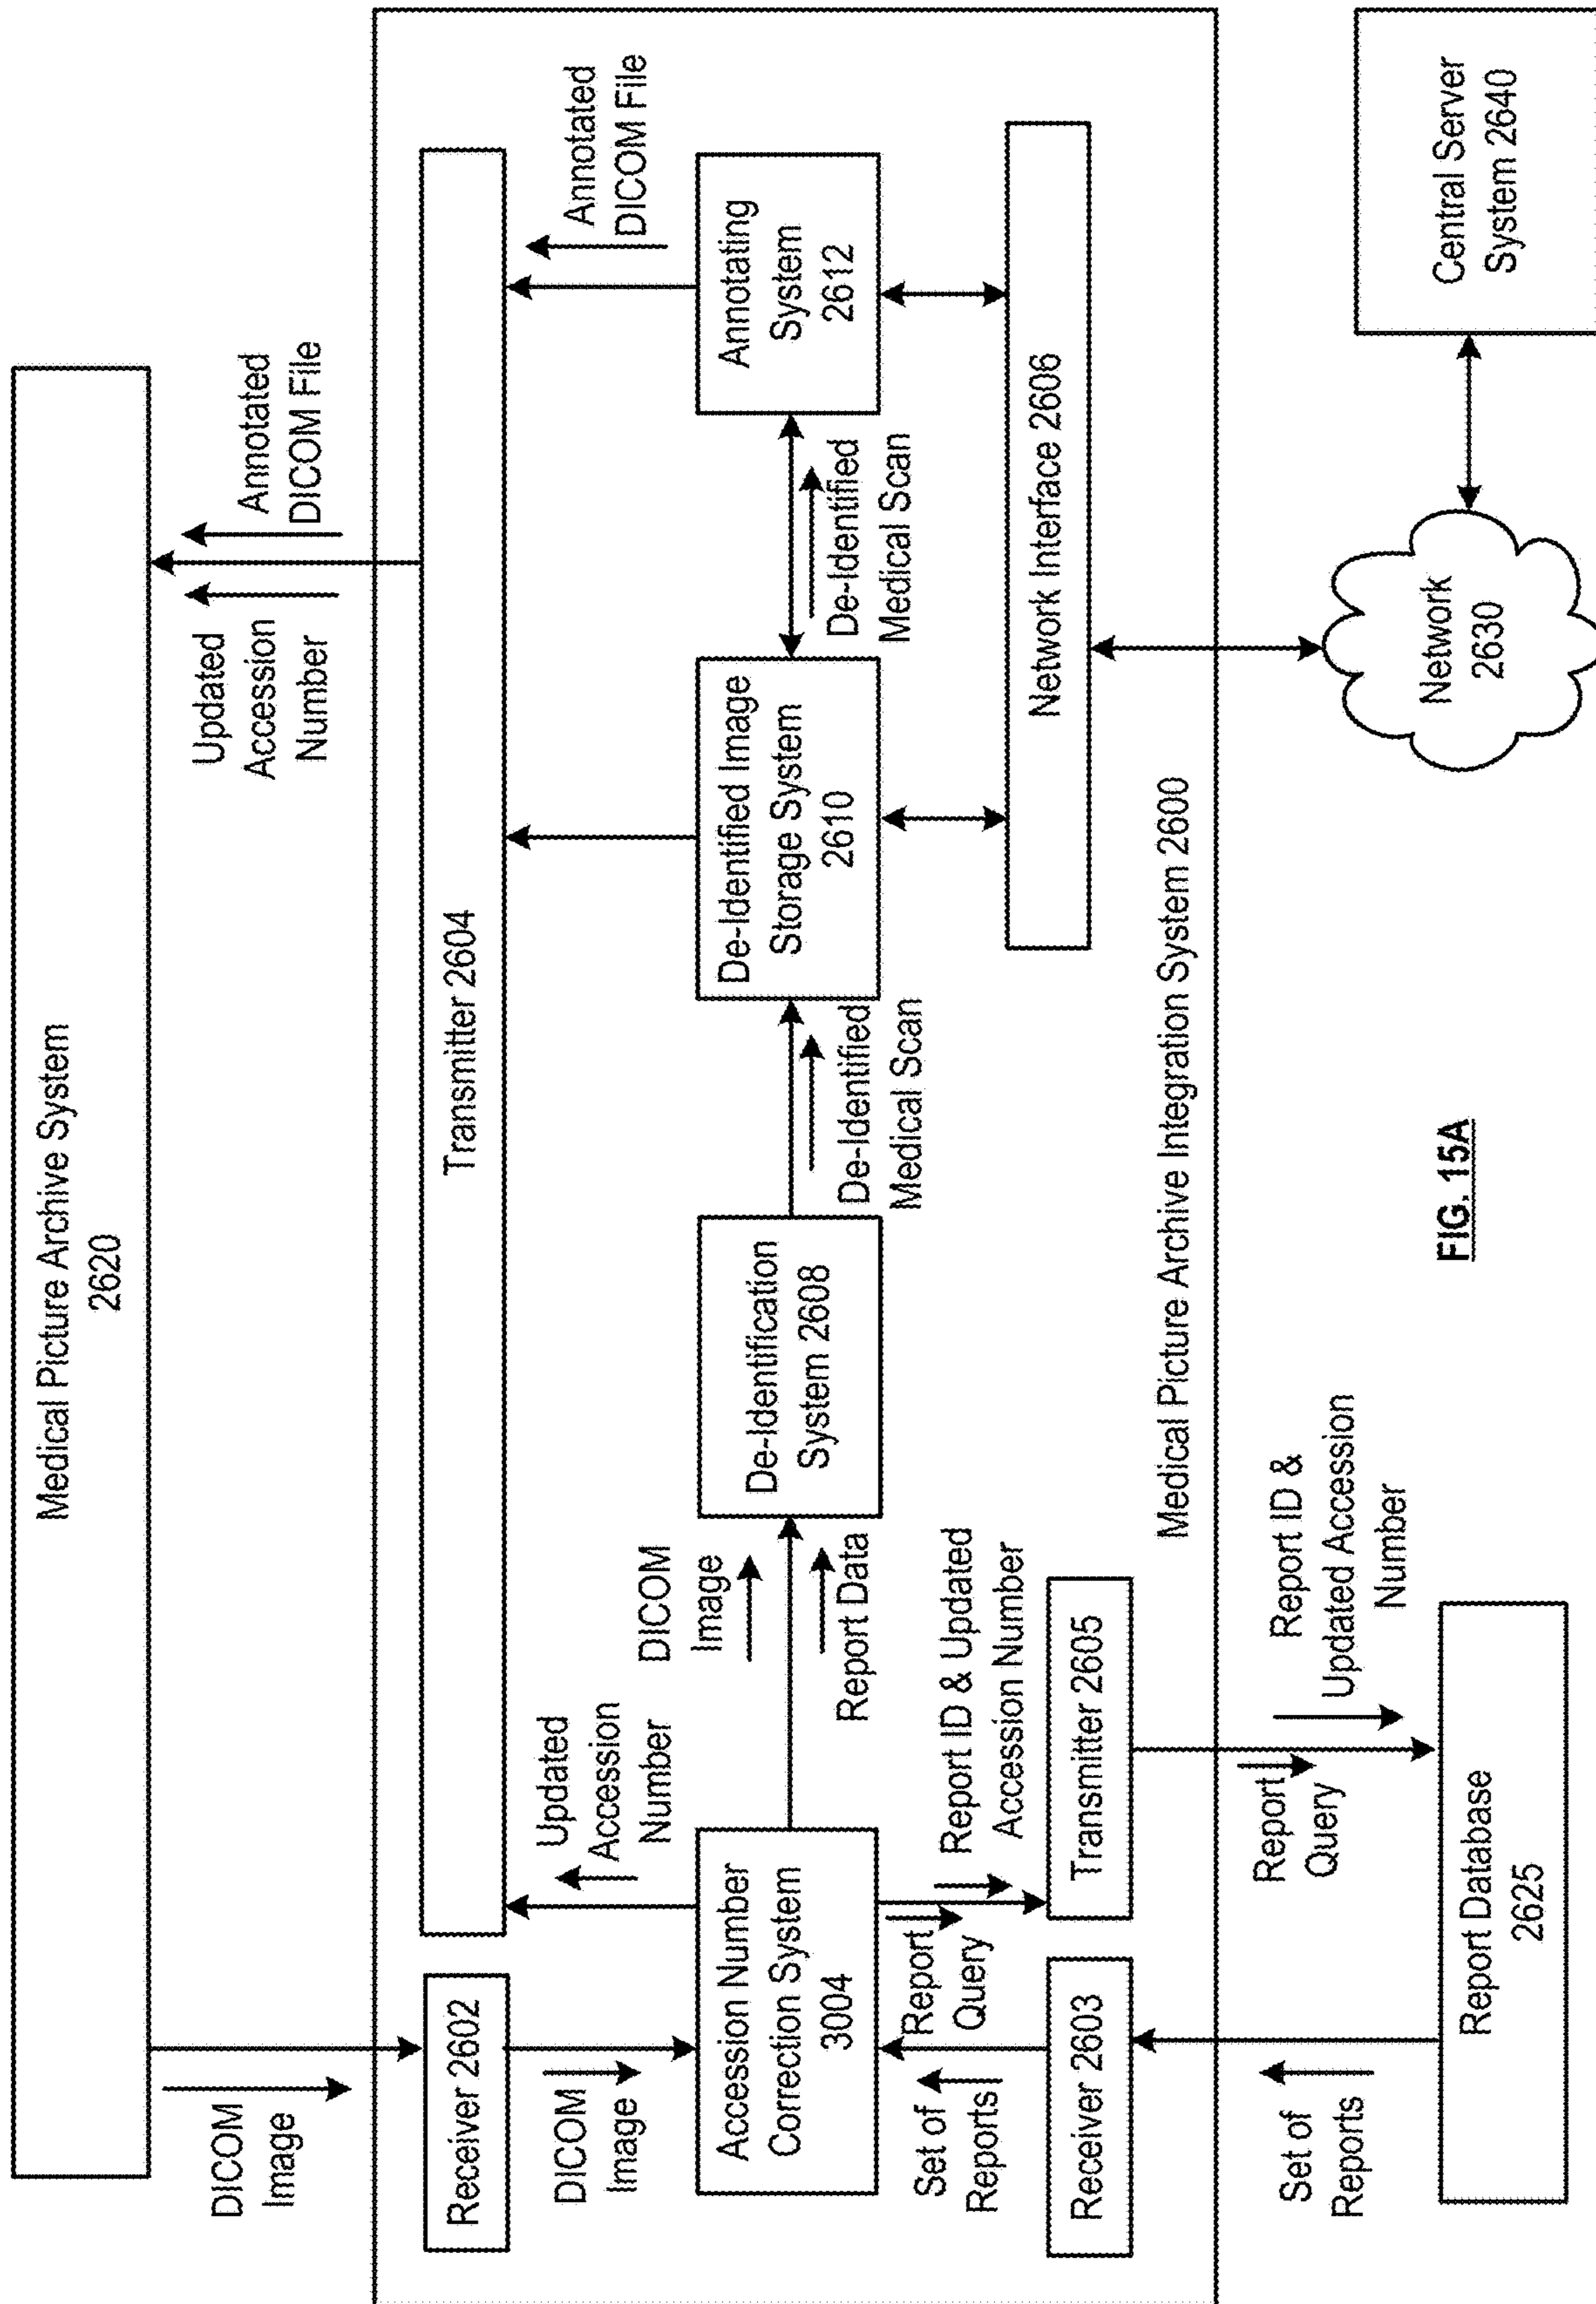 Medical Picture Archive System
2620
DICOM
Image
Updated
Accession
Number
Annotated
DICOM File
Receiver 2602
Transmitter 2604
DICOM
Image
Updated
Accession
Number
Annotated
DICOM File
Accession Number
Correction System
3004
DICOM
Image
Report Data
De-Identification
System 2608
De-Identified
Medical Scan
De-Identified Image
Storage System
2610
De-Identified
Medical Scan
Annotating
System
2612
Set of
Reports
Report
Query
Report ID & Updated
Accession Number
Receiver 2603
Transmitter 2605
Network Interface 2606
Medical Picture Archive Integration System 2600
Set of
Reports
Report
Query
Report ID &
Updated Accession
Number
Report Database
2625
Network
2630
Central Server
System 2640
FIG. 15A